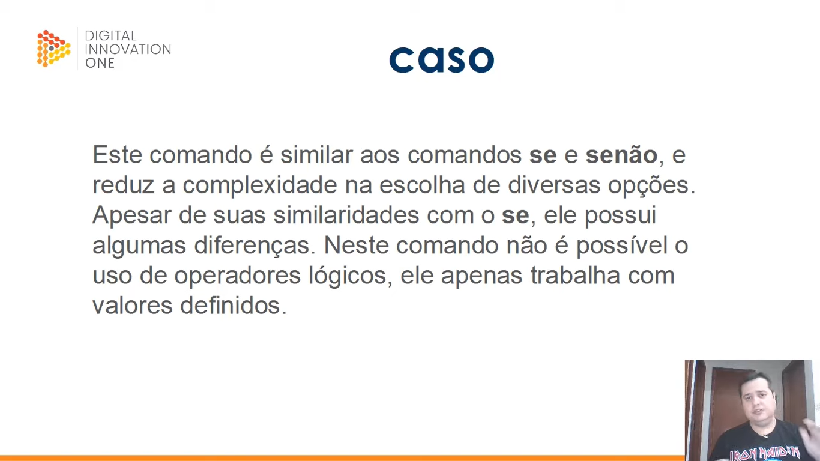 DIGITAL
INNOVATION
ONE
caso
Este comando é similar aos comandos se e senão, e
reduz a complexidade na escolha de diversas opções.
Apesar de suas similaridades com o se, ele possui
algumas diferenças. Neste comando não é possível o
uso de operadores lógicos, ele apenas trabalha com
valores definidos.
IRON MAIDEN